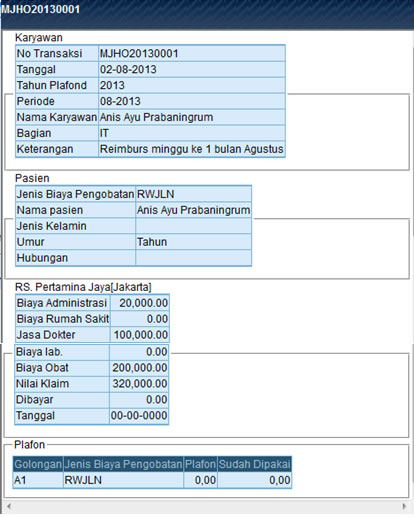 MJHO20130001
Karyawan
No Transaksi MJHO20130001
Tanggal 02-08-2013
Tahun Plafond 2013
Periode 08-2013
Nama Karyawan Anis Ayu Prabaningrum
Bagian IT
Keterangan Reimburs minggu ke 1 bulan Agustus
Pasien
Jenis Biaya Pengobatan RWJLN
Nama pasien Anis Ayu Prabaningrum
Jenis Kelamin
Umur Tahun
Hubungan
RS. Pertamina Jaya[Jakarta]
Biaya Administrasi 20,000.00
Biaya Rumah Sakit 0.00
Jasa Dokter 100,000.00
Biaya lab. 0.00
Biaya Obat 200,000.00
Nilai Klaim 320,000.00
Dibayar 0.00
Tanggal 00-00-0000
Plafon
Golongan Jenis Biaya Pengobatan Plafon Sudah Dipakai
A1 RWJLN 0,00 0,00